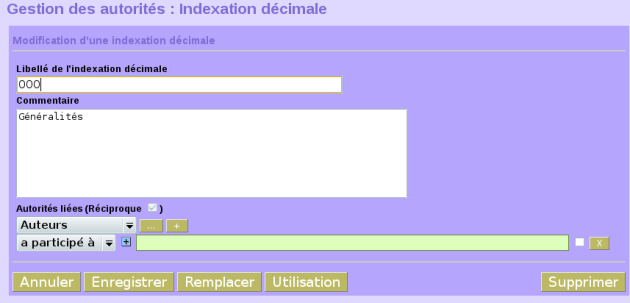 Gestion des autorités : Indexation décimale
Modification d'une indexation décimale
Libellé de l'indexation décimale
000
Commentaire
Généralités
Autorités liées (Réciproque )
Auteurs ... +
a participé à + X
Annuler Enregistrer Remplacer Utilisation Supprimer